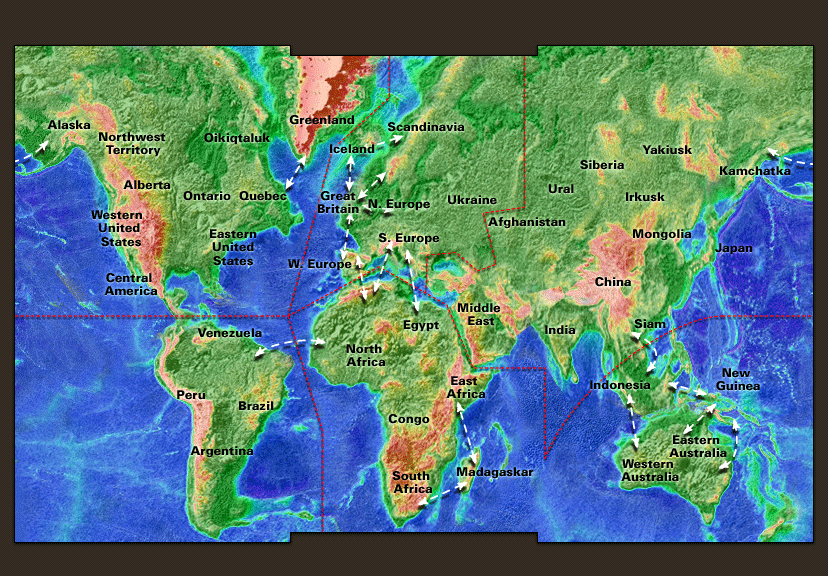 Greenland
Alaska
Scandinavia
Northwest
Territory
Oikiqtaluk
Iceland
Yakiusk
Siberia
Kamchatka
Alberta
Ural
Ontario
Quebec
Great
Britain
N. Europe
Ukraine
Irkusk
Western
United
States
Afghanistan
Eastern
United
States
S. Europe
Mongolia
Japan
W. Europe
Central
America
China
Middle
East
Venezuela
Egypt
India
Siam
North
Africa
New
Guinea
East
Africa
Indonesia
Peru
Brazil
Congo
Argentina
Eastern
Australia
Western
Australia
South
Africa
Madagaskar